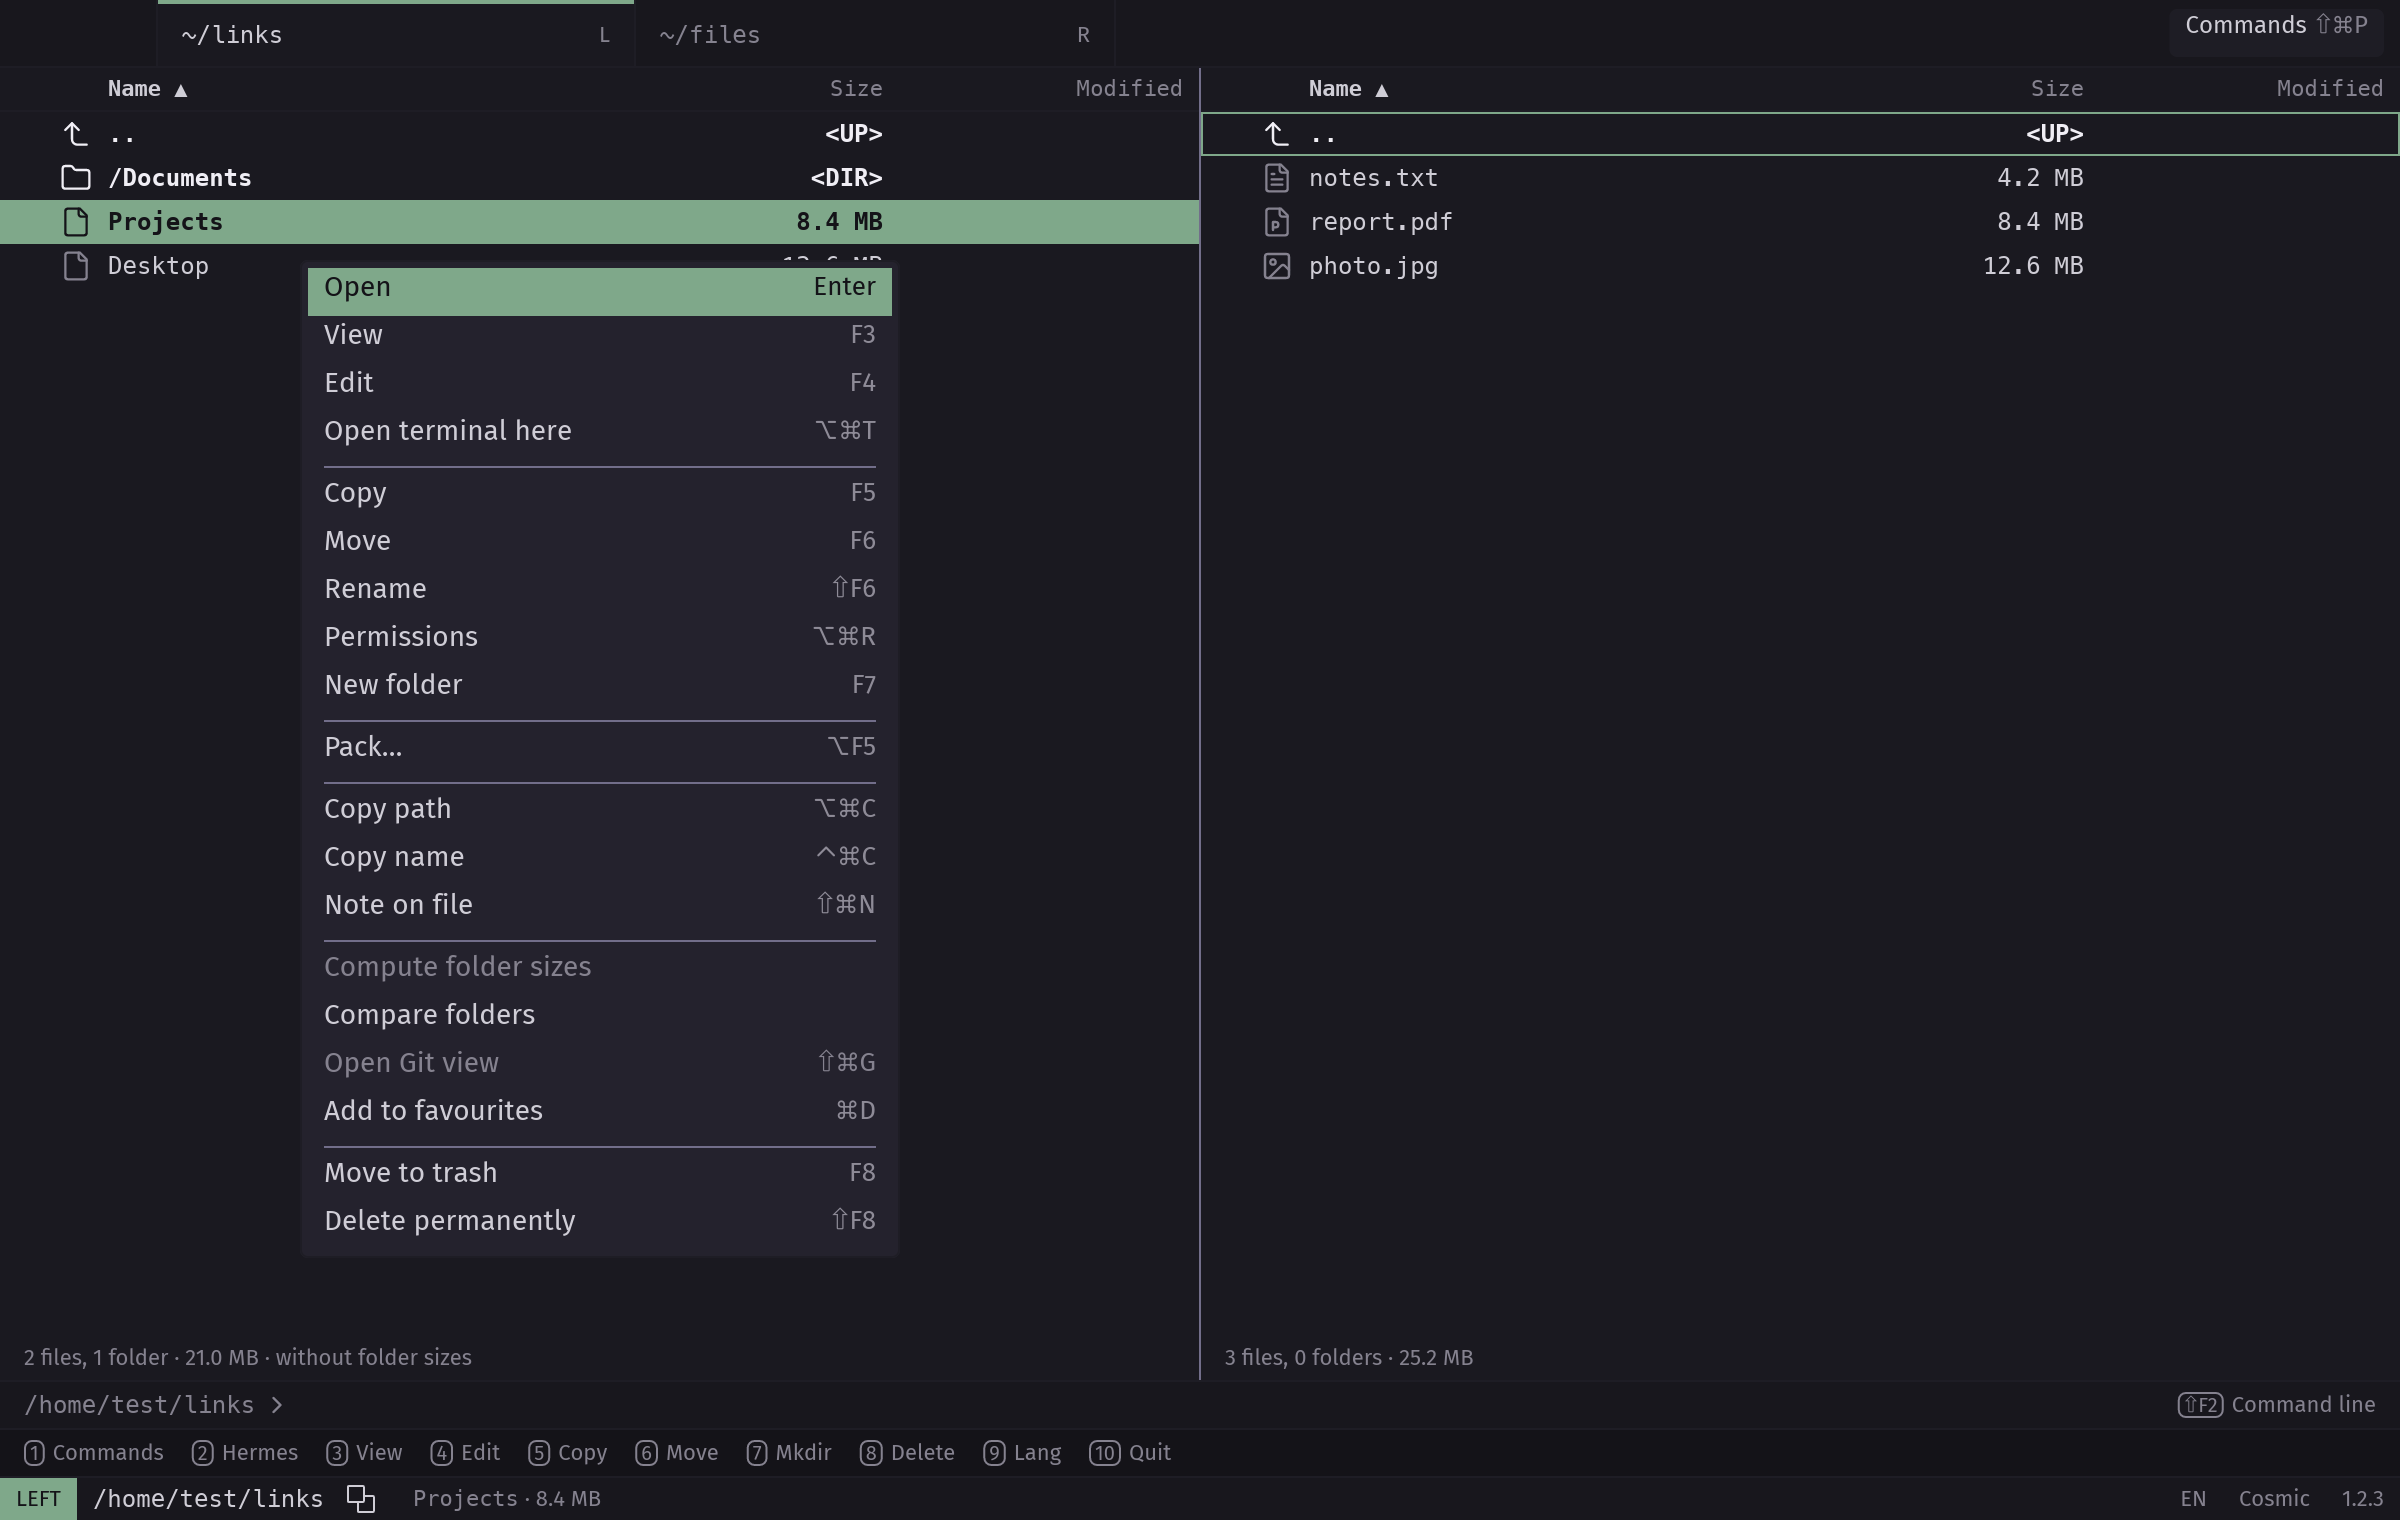 ~/links L ~/files R Commands ⇧⌘P
Name ▲ Size Modified Name ▲ Size Modified
.. <UP> .. <UP>
/Documents <DIR> notes.txt 4.2 MB
Projects 8.4 MB report.pdf 8.4 MB
Desktop photo.jpg 12.6 MB
Open Enter
View F3
Edit F4
Open terminal here ⌥⌘T
Copy F5
Move F6
Rename ⇧F6
Permissions ⌥⌘R
New folder F7
Pack... ⌥F5
Copy path ⌥⌘C
Copy name ^⌘C
Note on file ⇧⌘N
Compute folder sizes
Compare folders
Open Git view ⇧⌘G
Add to favourites ⌘D
Move to trash F8
Delete permanently ⇧F8
2 files, 1 folder · 21.0 MB · without folder sizes 3 files, 0 folders · 25.2 MB
/home/test/links > ⇧F2 Command line
1 Commands 2 Hermes 3 View 4 Edit 5 Copy 6 Move 7 Mkdir 8 Delete 9 Lang 10 Quit
LEFT /home/test/links Projects · 8.4 MB EN Cosmic 1.2.3